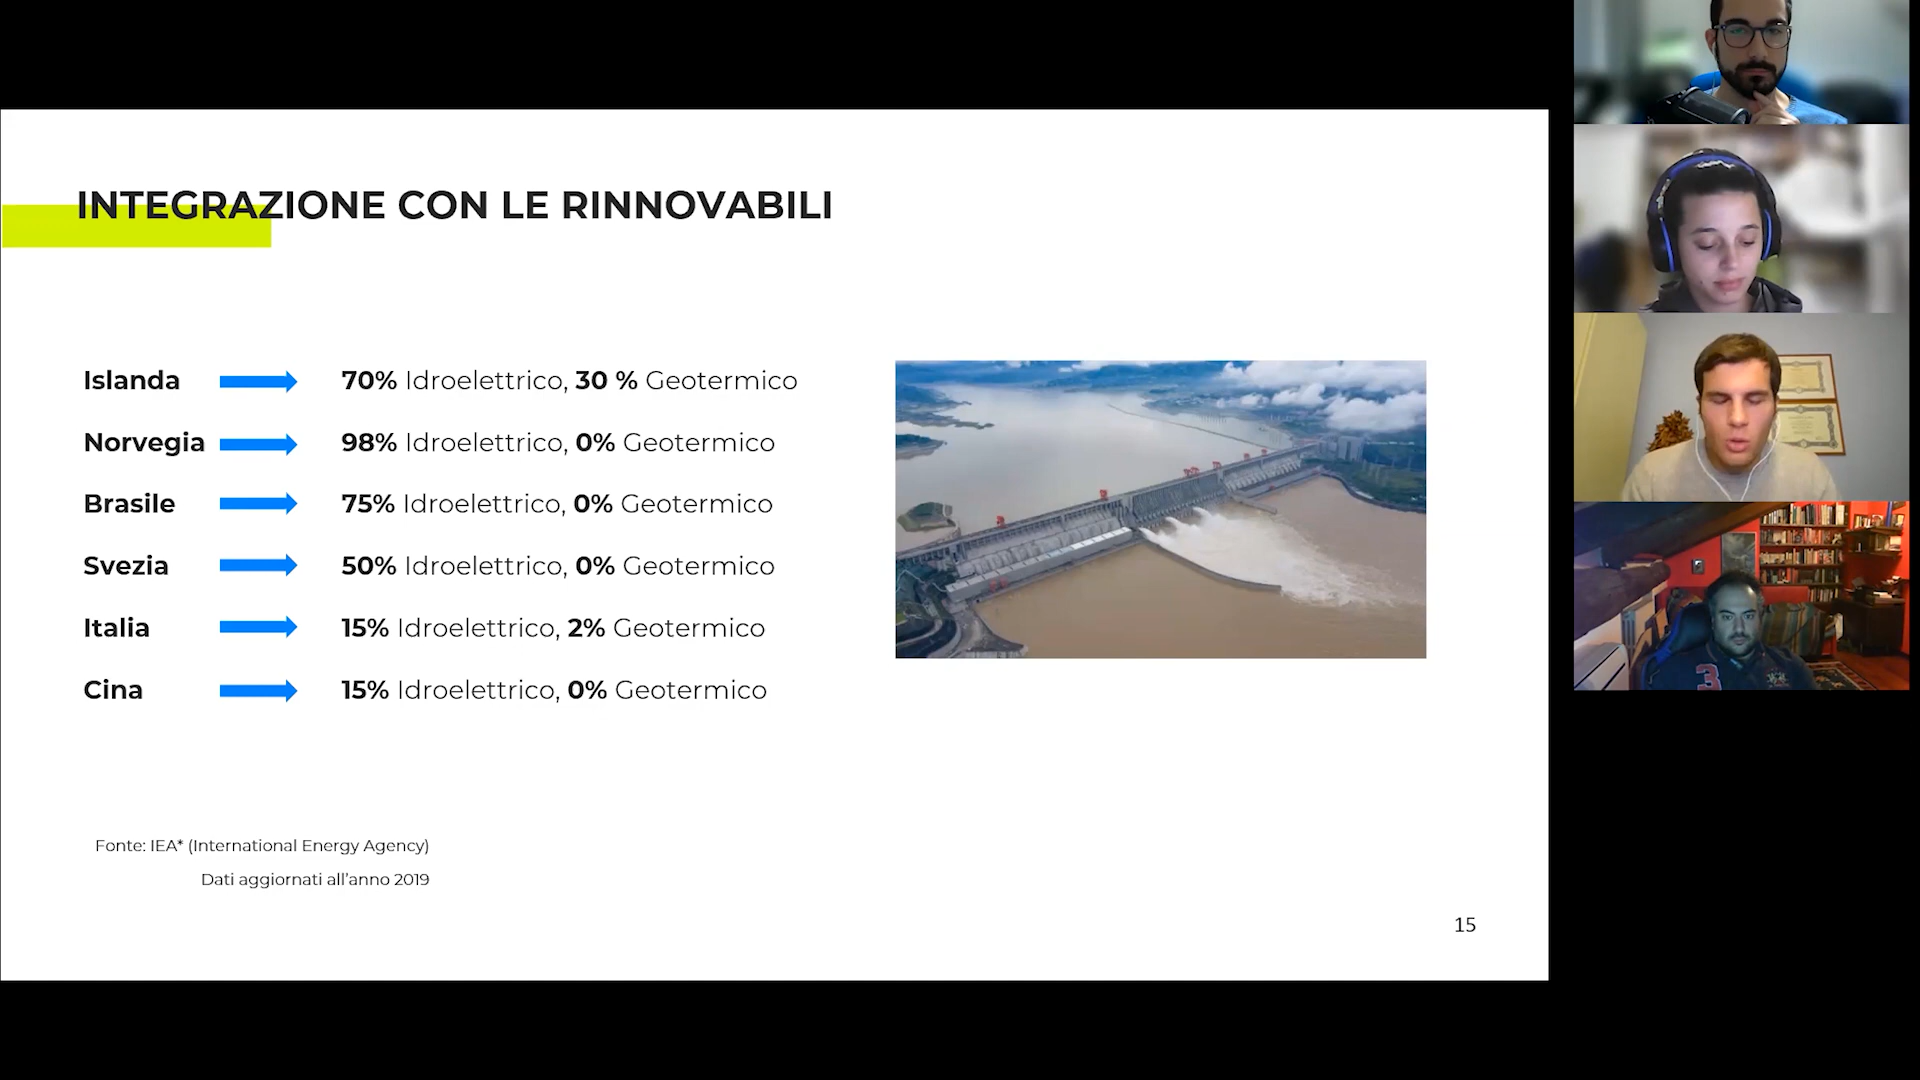 INTEGRAZIONE CON LE RINNOVABILI
Islanda 70% Idroelettrico, 30 % Geotermico
Norvegia 98% Idroelettrico, 0% Geotermico
Brasile 75% Idroelettrico, 0% Geotermico
Svezia 50% Idroelettrico, 0% Geotermico
Italia 15% Idroelettrico, 2% Geotermico
Cina 15% Idroelettrico, 0% Geotermico
Fonte: IEA* (International Energy Agency)
Dati aggiornati all'anno 2019
15
3